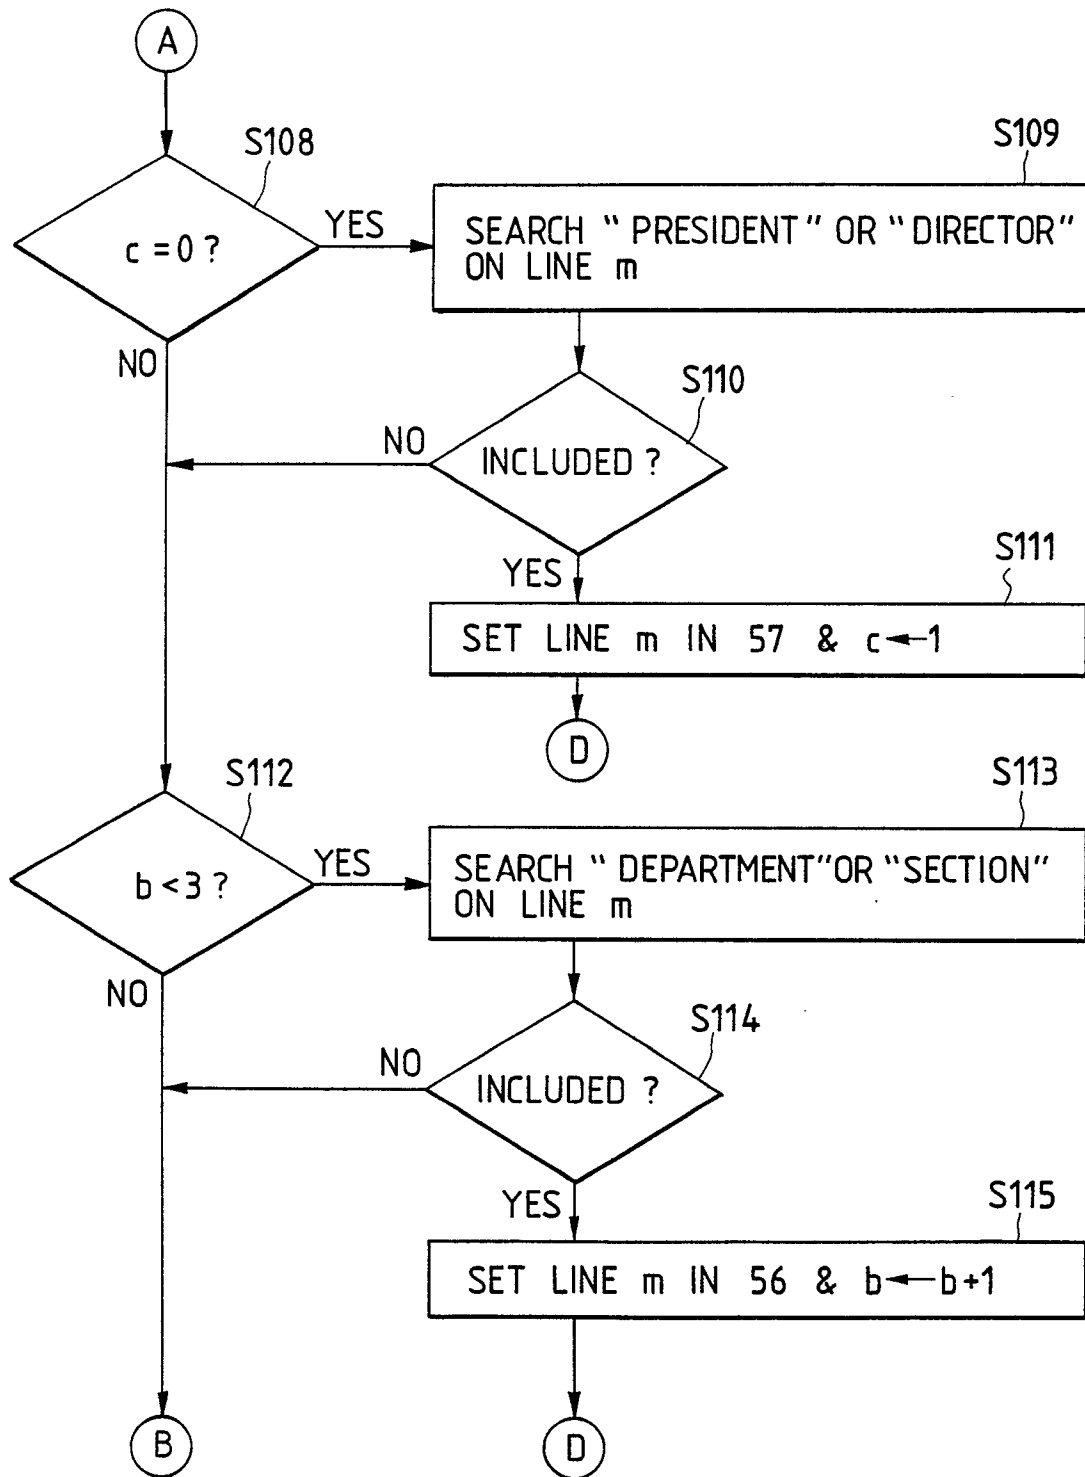 A
S108
S109
c=0?
YES
SEARCH "PRESIDENT" OR "DIRECTOR"
ON LINE m
NO
S110
NO
INCLUDED ?
YES
S111
SET LINE m IN 57 & c←1
D
S112
S113
b<3?
YES
SEARCH "DEPARTMENT" OR "SECTION"
ON LINE m
NO
S114
NO
INCLUDED ?
YES
S115
SET LINE m IN 56 & b←b+1
B
D